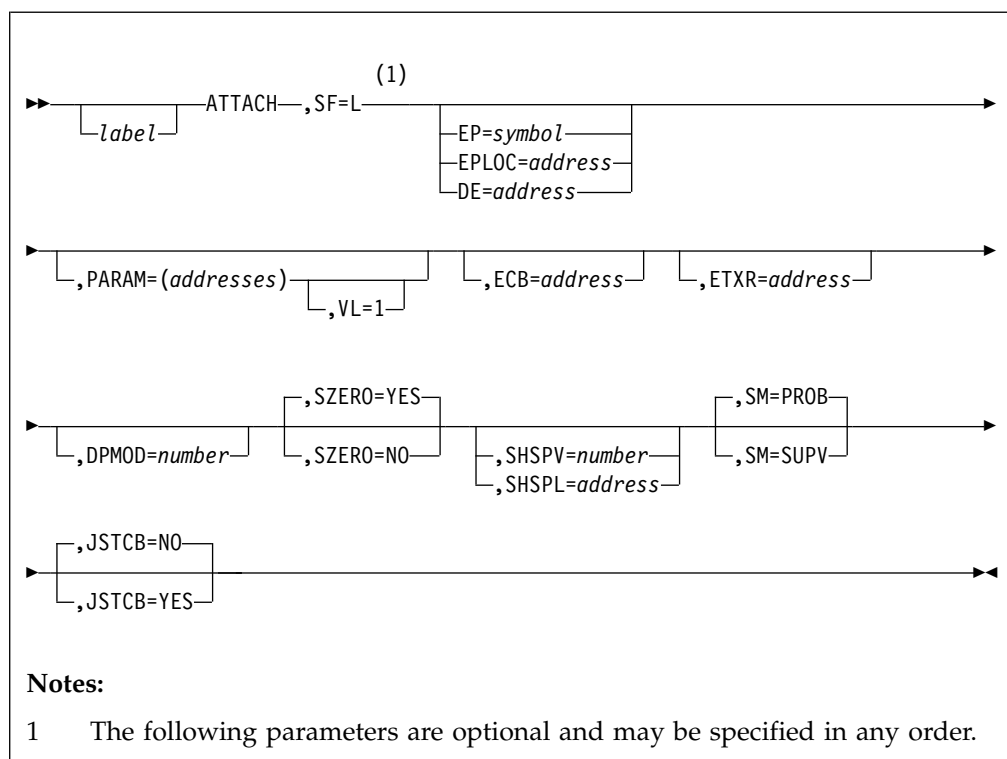 (1)
ATTACH ,SF=L
label EP=symbol
EPLOC=address
DE=address
,PARAM=(addresses) ,ECB=address ,ETXR=address
,VL=1
,SZERO=YES ,SM=PROB
,DPMOD=number ,SZERO=NO ,SHSPV=number ,SM=SUPV
,SHSPL=address
,JSTCB=NO
,JSTCB=YES
Notes:
1 The following parameters are optional and may be specified in any order.